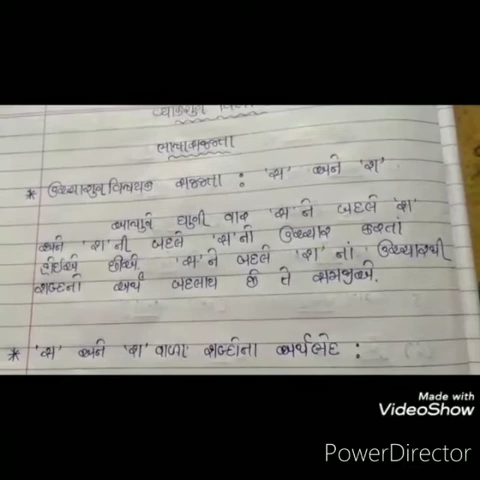 વ્યાકરણ વિભાગ
ભાષાસજ્જતા
* ઉચ્ચારણવિષયક સજ્જતા : 'સ' અને 'શ'.
આપણે ઘણી વાર 'સ' ને બદલે 'શ'
અને 'શ' ની બદલે 'સ' નો ઉચ્ચાર કરતાં
હોઈએ છીએ. 'સ' ને બદલે 'શ' નાં ઉચ્ચારથી
શબ્દનો અર્થ બદલાય છે તે સમજીએ.
* 'સ' અને 'શ' વાળા શબ્દોના અર્થભેદ :
Made with
VideoShow
PowerDirector